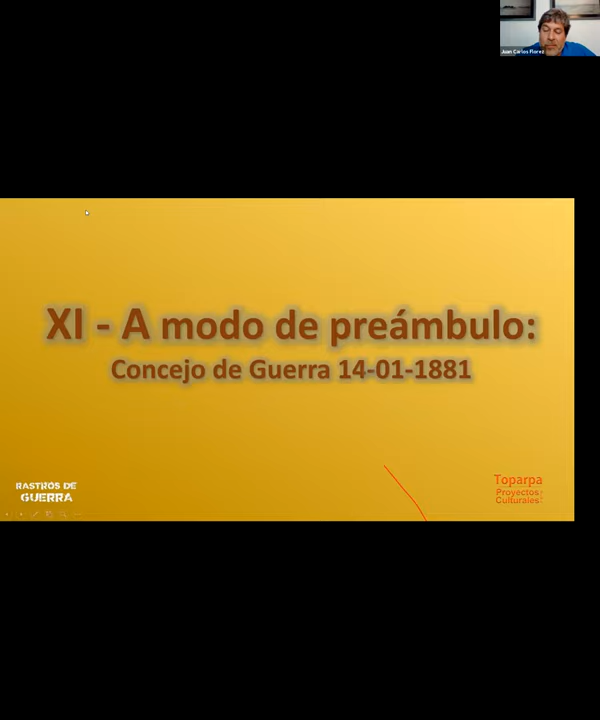 Juan Carlos Florez
XI - A modo de preámbulo:
Concejo de Guerra 14-01-1881
RASTROS DE
GUERRA
Toparpa
Proyectos
Culturales